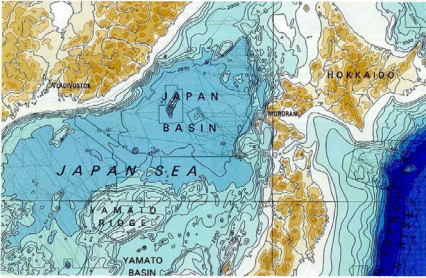 HOKKAIDO
VLADIVOSTOK
JAPAN
BASIN
MURORAN
JAPAN SEA
YAMATO
RIDGE
YAMATO
BASIN